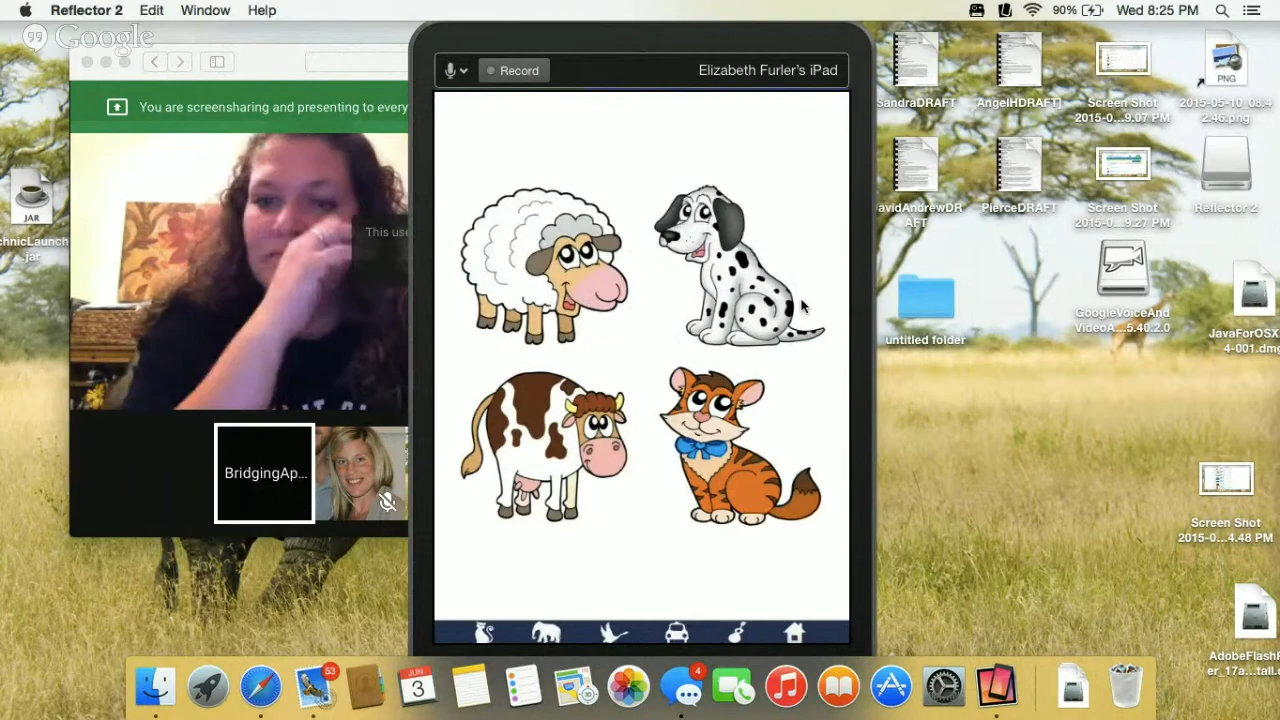 Reflector 2 Edit Window Help
90% Wed 8:25 PM
Google
You are screensharing and presenting to every
This use
BridgingAp...
Record
Elizabeth Furler's iPad
JAR
chnicLaunch
.jar
SandraDRAFT
AngelHDRAFT]
Screen Shot
2015-0...9.07 PM
PNG
2015-05-10_08.4
2.46.png
avidAndrewDR
AFT
PierceDRAFT
Screen Shot
2015-0...9.27 PM
Reflector 2
untitled folder
GoogleVoiceAnd
VideoA...5.40.2.0
JavaForOSX
4-001.dmg
Screen Shot
2015-0...4.48 PM
AdobeFlashP
er_17a...tall.d
53
JUN
3
4